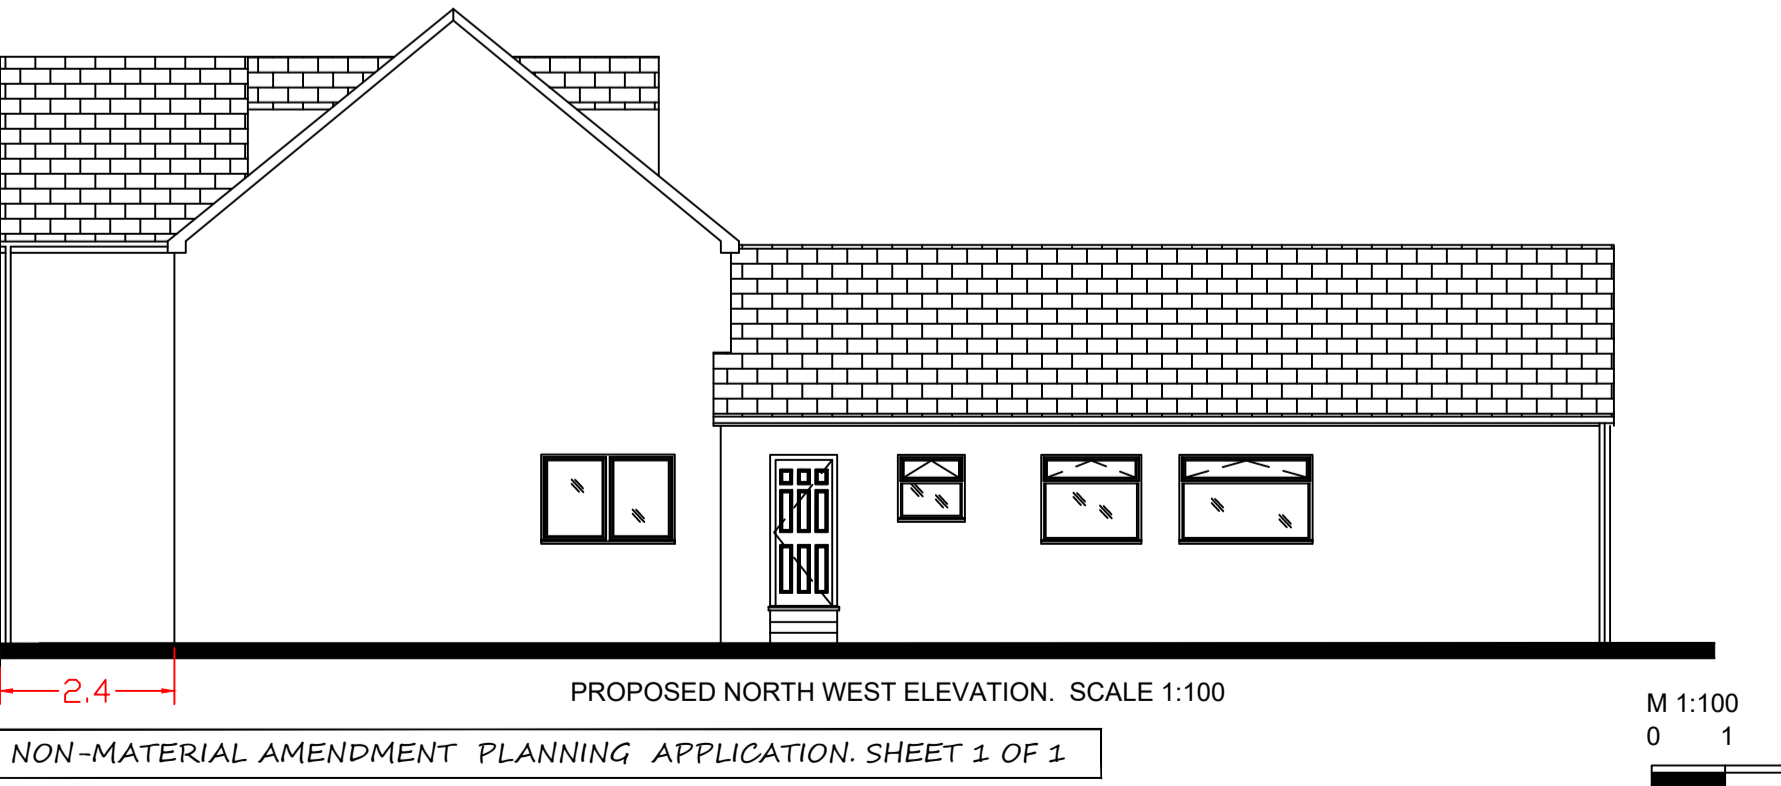 2.4
PROPOSED NORTH WEST ELEVATION. SCALE 1:100
M 1:100
0 1
NON-MATERIAL AMENDMENT PLANNING APPLICATION. SHEET 1 OF 1